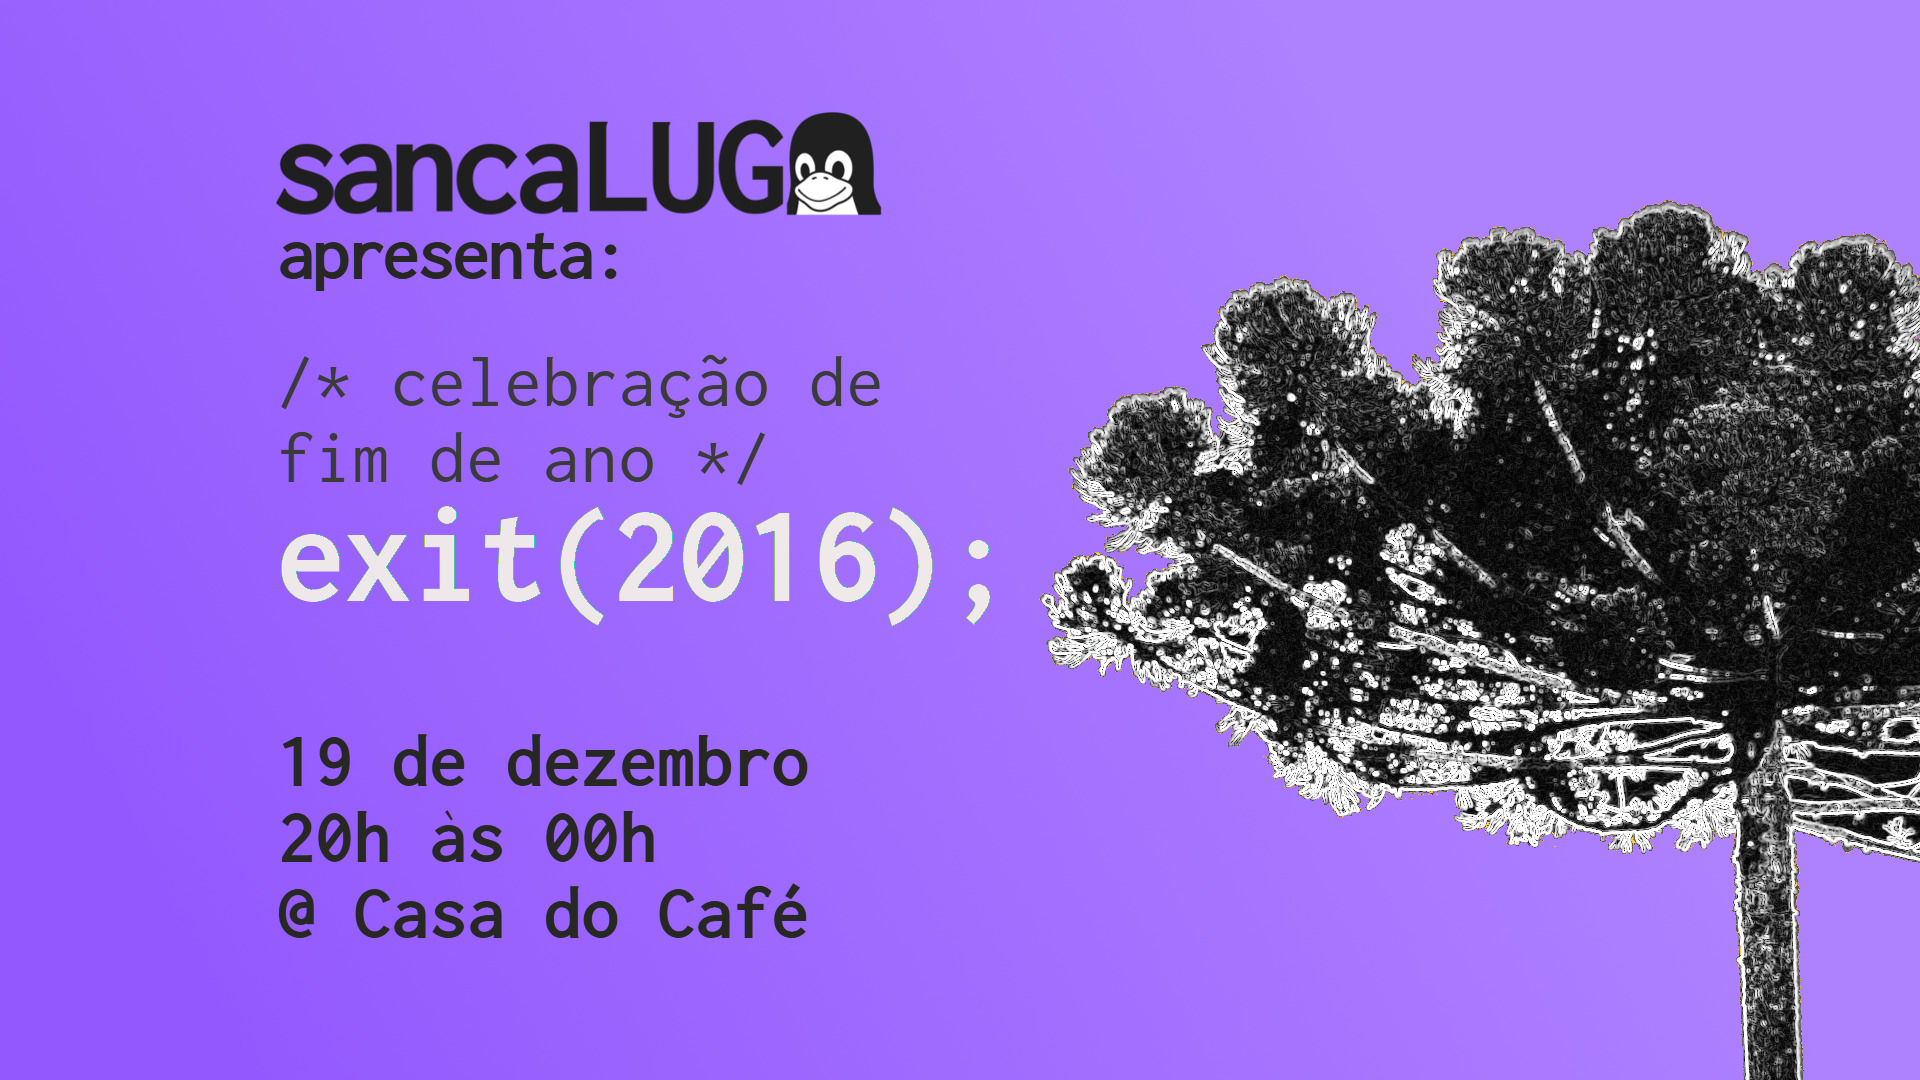 sancaLUG
apresenta:
/* celebração de
fim de ano */
exit(2016);
19 de dezembro
20h às 00h
@ Casa do Café